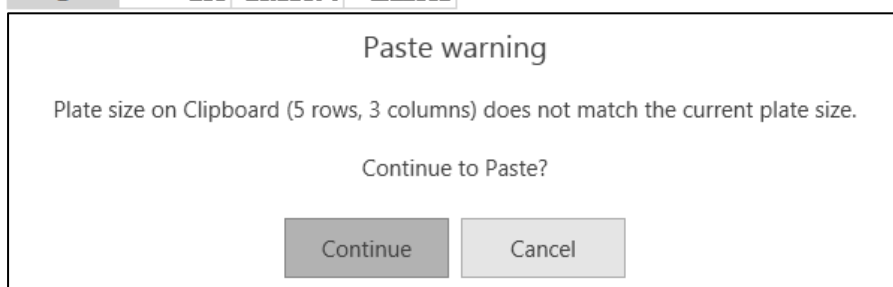 Paste warning
Plate size on Clipboard (5 rows, 3 columns) does not match the current plate size.
Continue to Paste?
Continue
Cancel